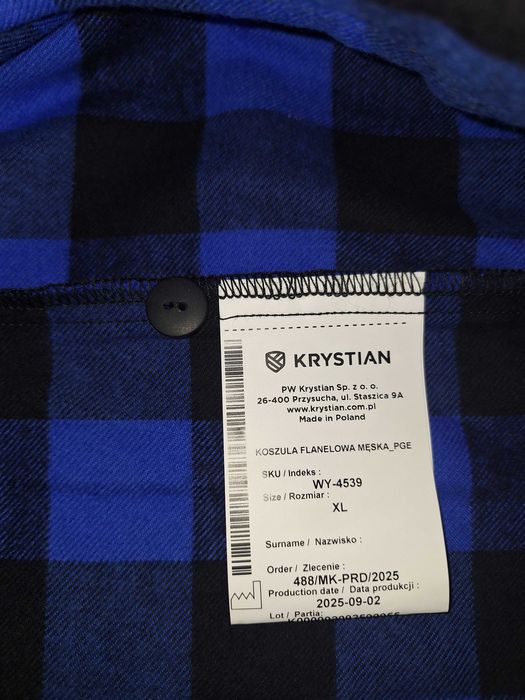 KRYSTIAN
PW Krystian Sp. z o. o.
26-400 Przysucha, ul. Staszica 9A
www.krystian.com.pl
Made in Poland
KOSZULA FLANELOWA MĘSKA_PGE
SKU / Indeks :
WY-4539
Size / Rozmiar :
XL
Surname / Nazwisko :
Order / Zlecenie :
488/MK-PRD/2025
Production date / Data produkcji :
2025-09-02
Lot / Partia: